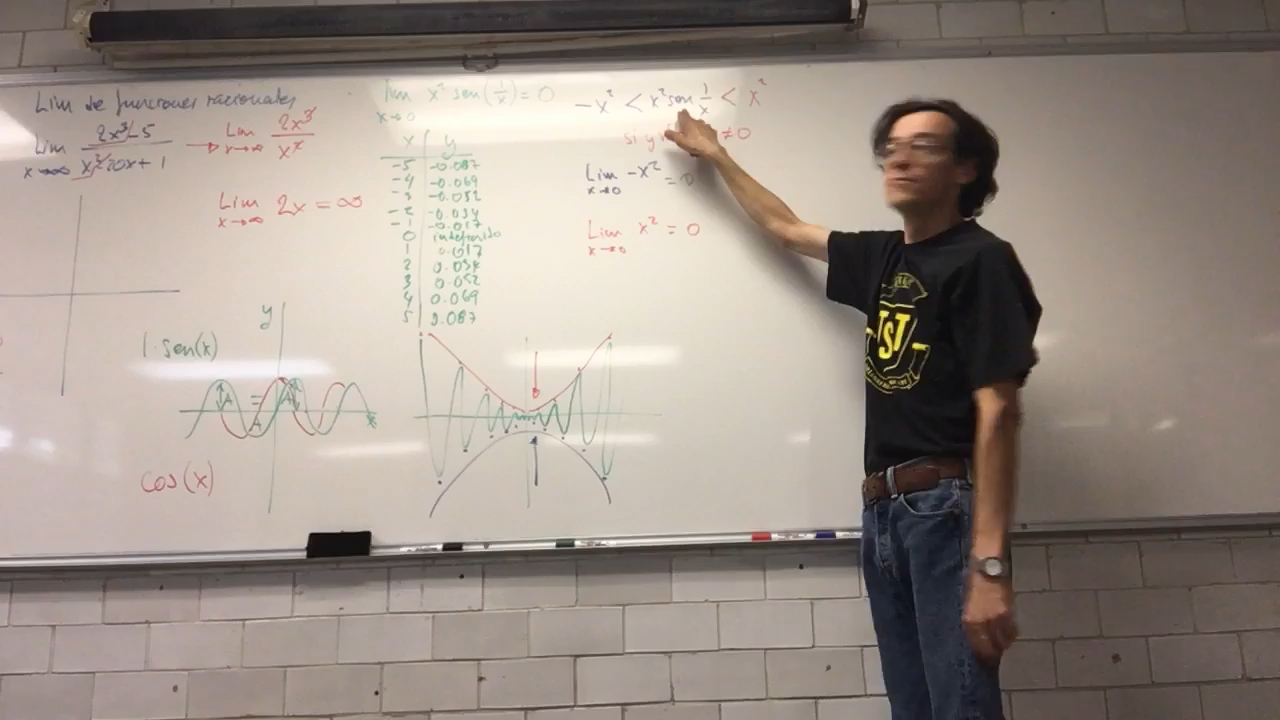 Lim de funciones racionales
Lim x→∞ 2x³-5 / x²-20x+1 → Lim x→∞ 2x³ / x²
Lim x→∞ 2x = ∞
1·sen(x)
y
x
A A A
cos(x)
Lim x→0 x² sen(1/x) = 0
x y
-5 -0.087
-4 -0.069
-3 -0.052
-2 -0.034
-1 -0.017
0 indefinido
1 0.017
2 0.034
3 0.052
4 0.069
5 0.087
-x² < x² sen 1/x < x²
≠0
Lim x→0 -x² = 0
Lim x→0 x² = 0
JSJ